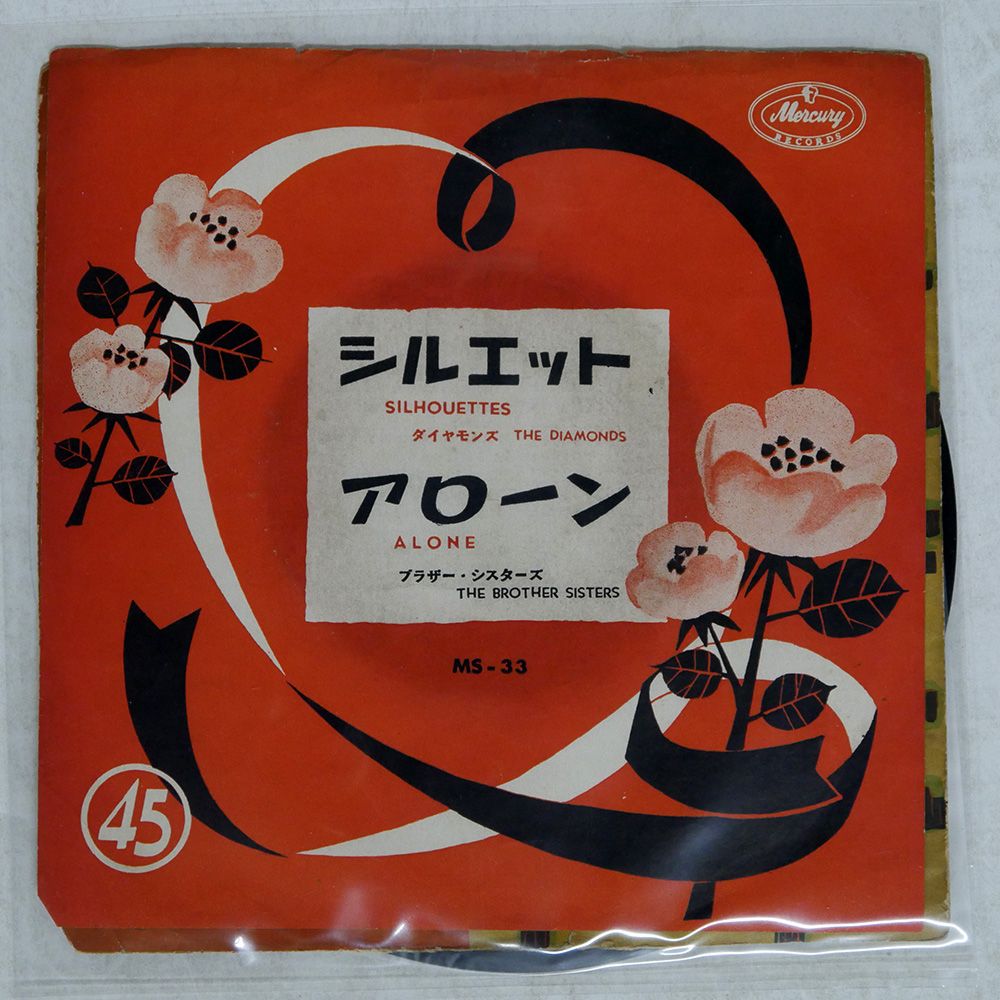 Mercury
RECORDS
シルエット
SILHOUETTES
ダイヤモンズ THE DIAMONDS
アローン
ALONE
ブラザー・シスターズ
THE BROTHER SISTERS
MS-33
45